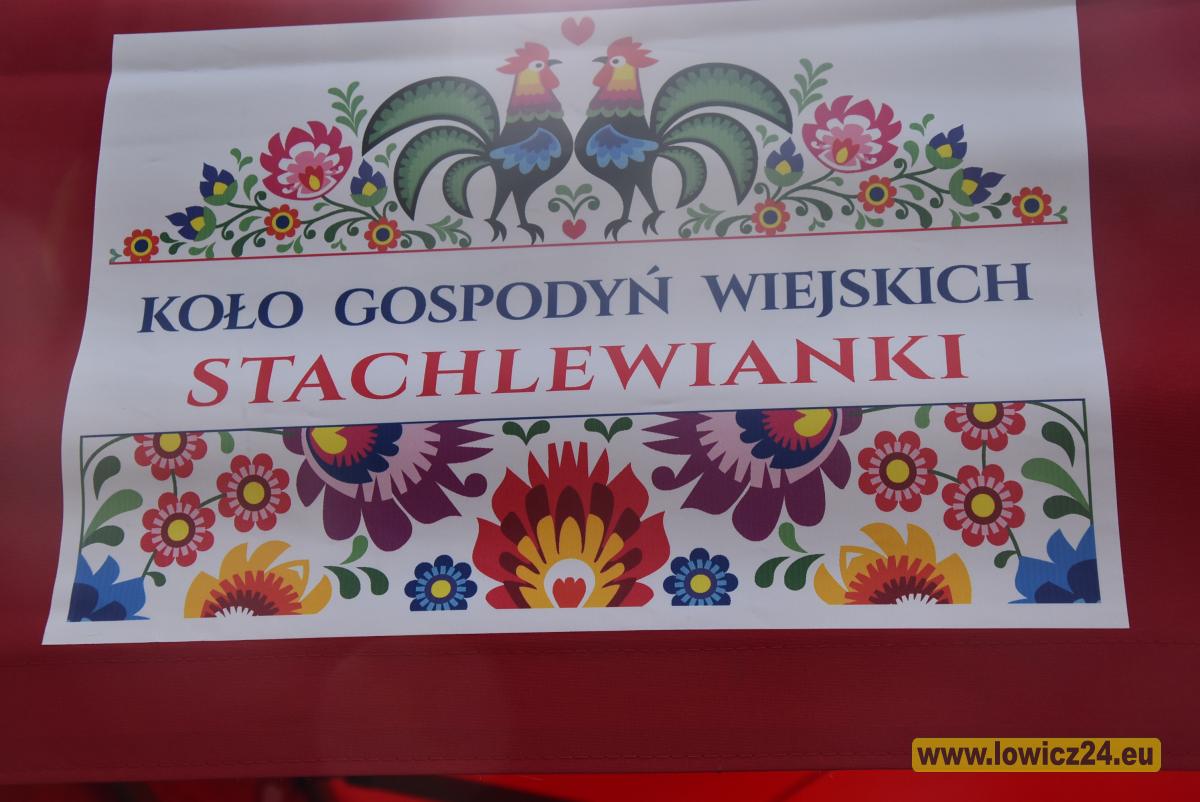 KOŁO GOSPODYŃ WIEJSKICH
STACHLEWIANKI
www.lowicz24.eu